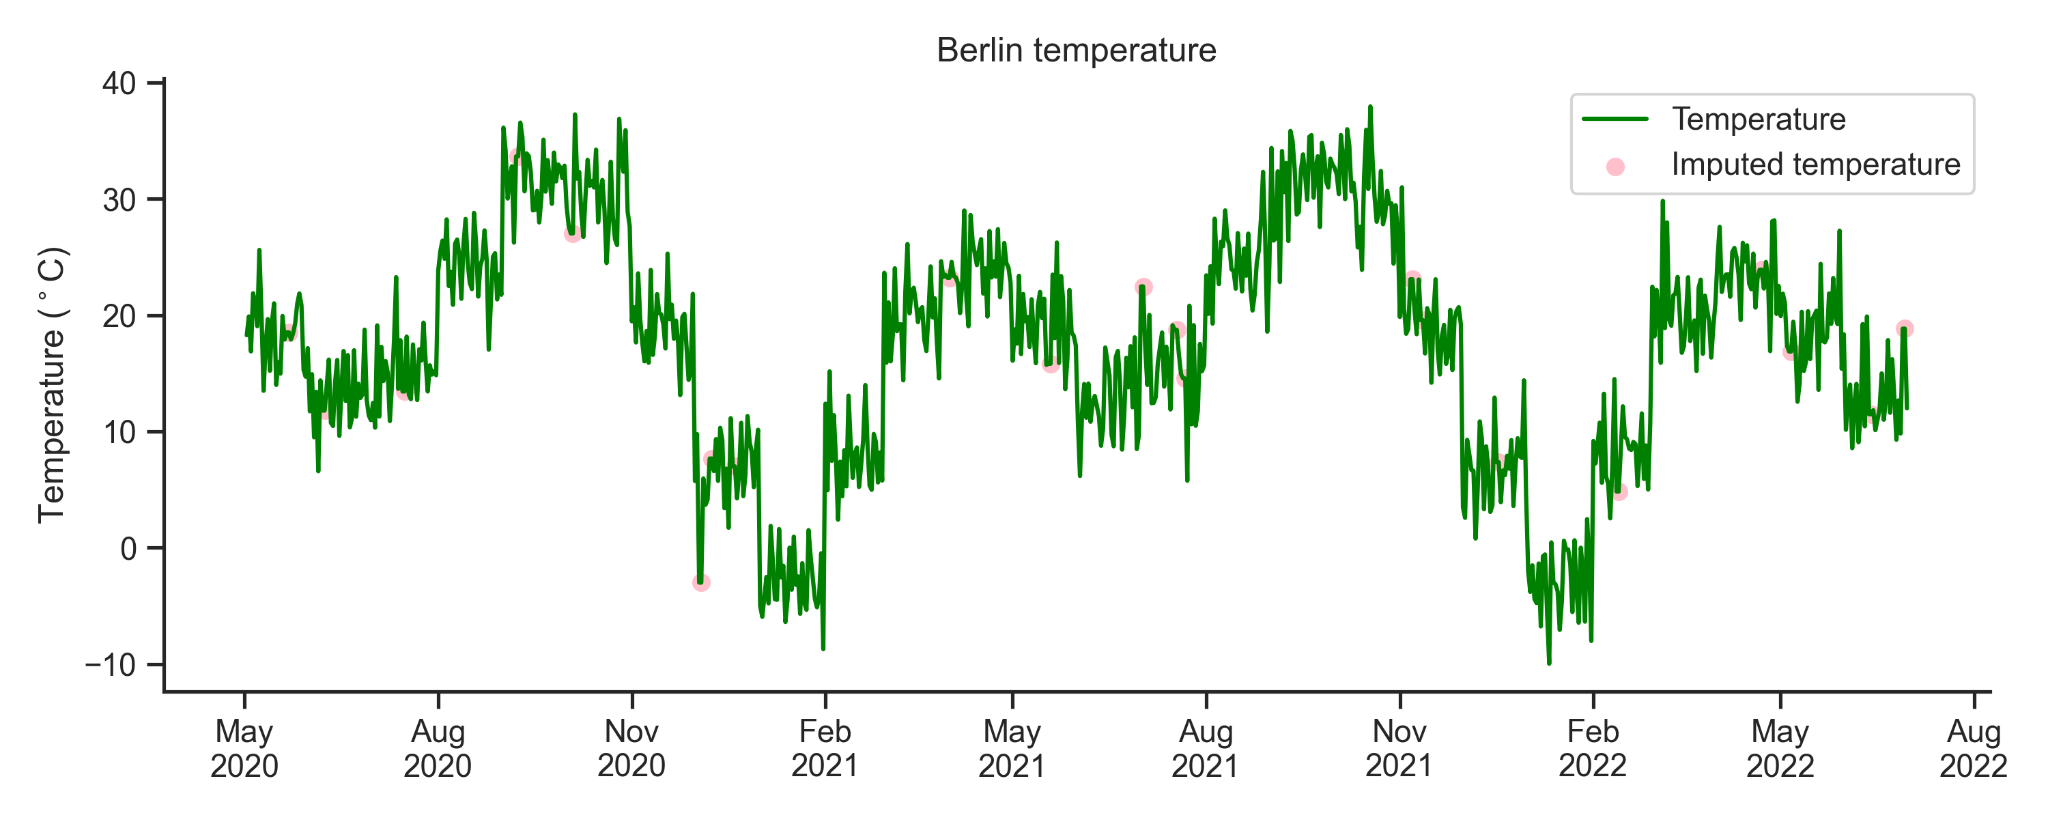 Berlin temperature
Temperature (°C)
40
30
20
10
0
−10
Temperature
Imputed temperature
May Aug Nov Feb May Aug Nov Feb May Aug
2020 2020 2020 2021 2021 2021 2021 2022 2022 2022